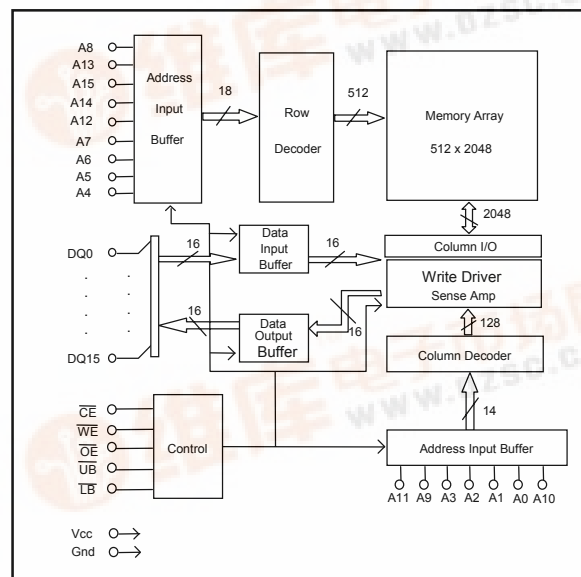 A8
A13
A15
A14
A12
A7
A6
A5
A4
Address
Input
Buffer
18
Row
Decoder
512
Memory Array
512 x 2048
2048
Column I/O
Write Driver
Sense Amp
128
Column Decoder
14
Address Input Buffer
A11 A9 A3 A2 A1 A0 A10
DQ0
. .
. .
. .
. .
DQ15
16
Data
Input
Buffer
16
16
Data
Output
Buffer
16
CE
WE
OE
UB
LB
Control
Vcc
Gnd